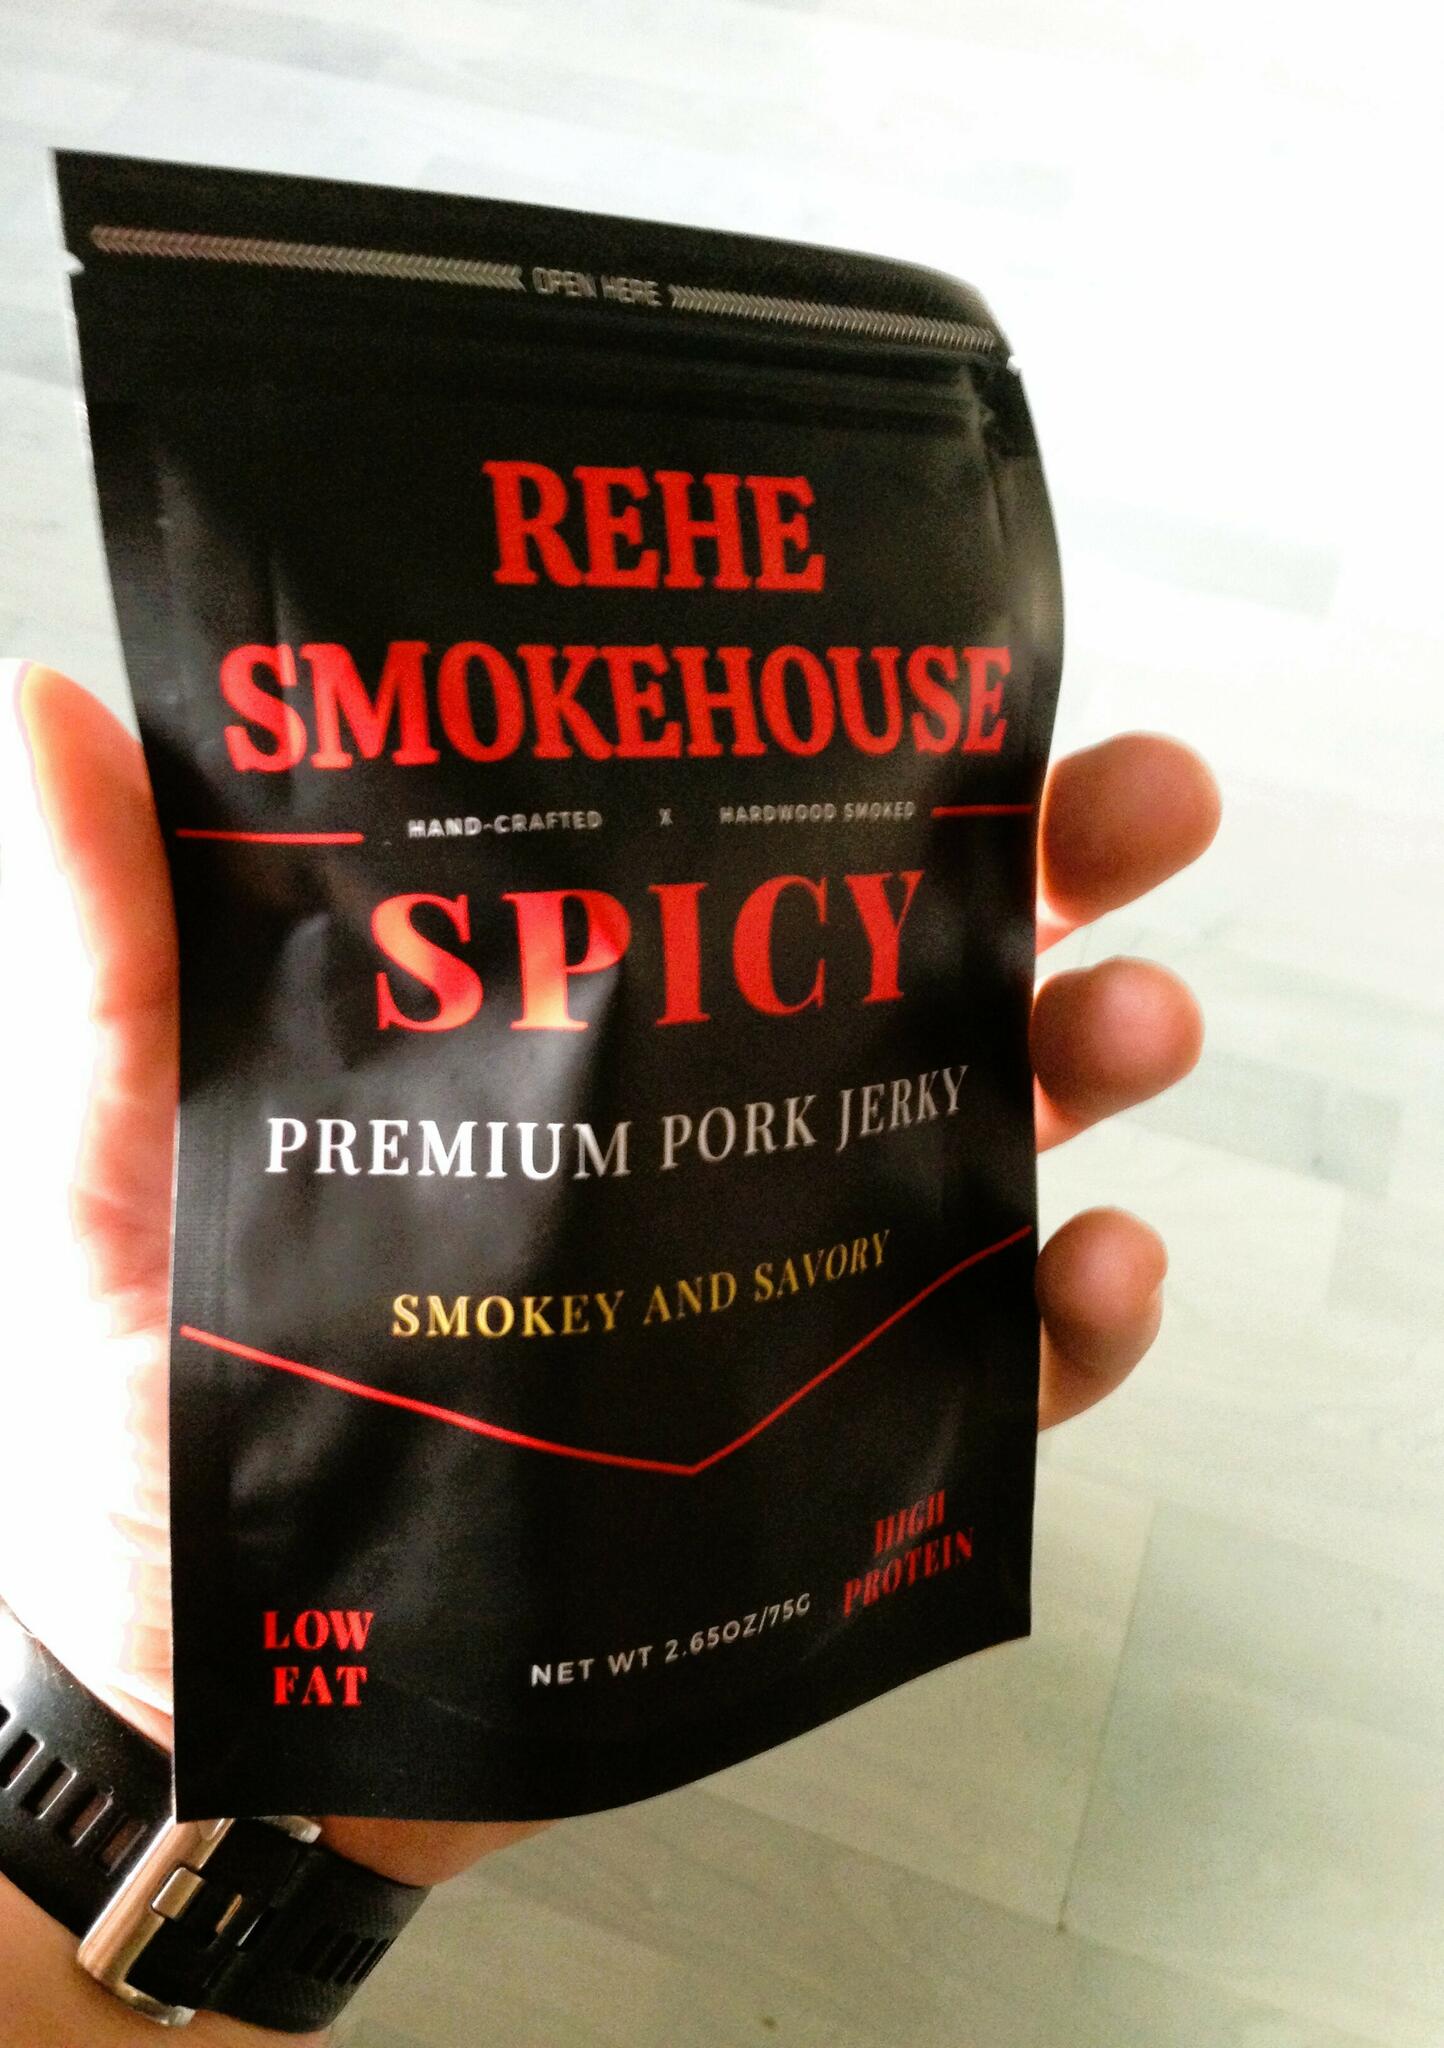 OPEN HERE
REHE
SMOKEHOUSE
HAND-CRAFTED X HARDWOOD SMOKED
SPICY
PREMIUM PORK JERKY
SMOKEY AND SAVORY
HIGH
PROTEIN
LOW
FAT
NET WT 2.65OZ/75G